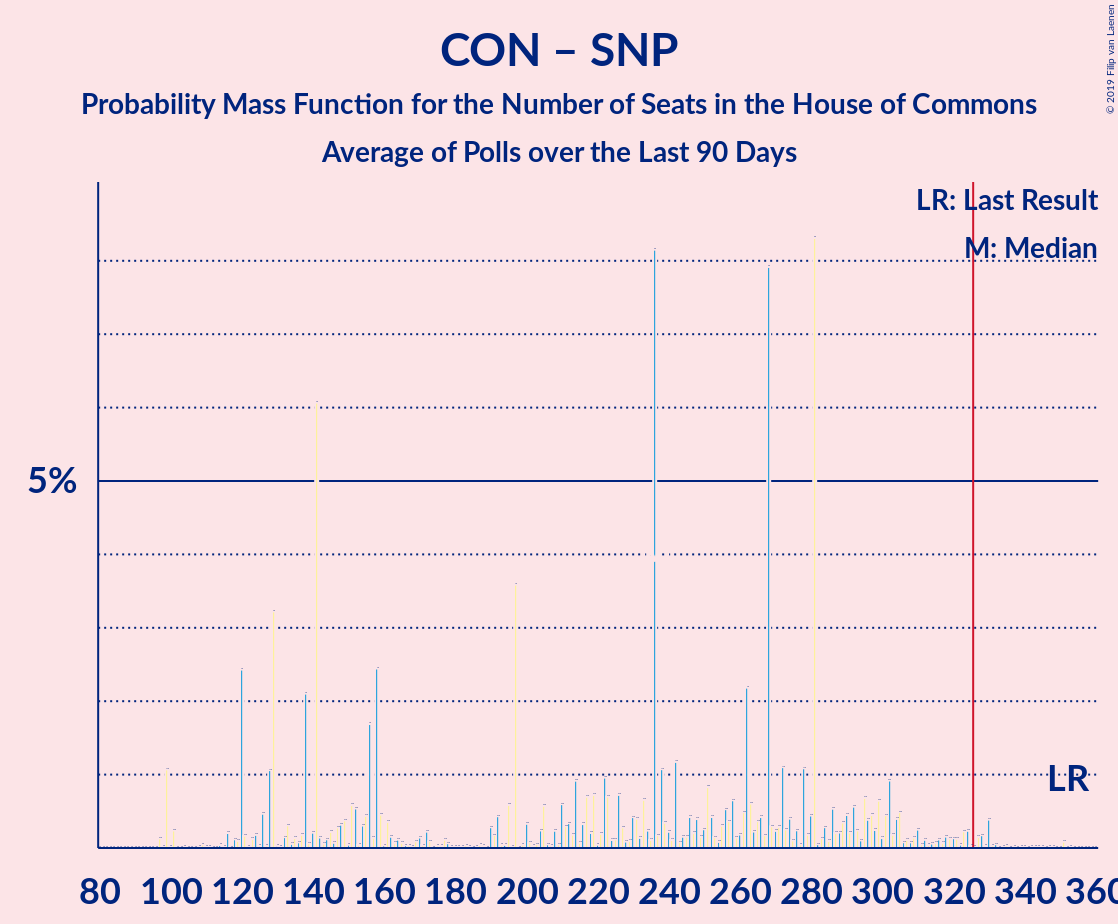 CON – SNP
Probability Mass Function for the Number of Seats in the House of Commons
Average of Polls over the Last 90 Days
© 2019 Filip van Laenen
LR: Last Result
M: Median
5%
LR
80 100 120 140 160 180 200 220 240 260 280 300 320 340 360